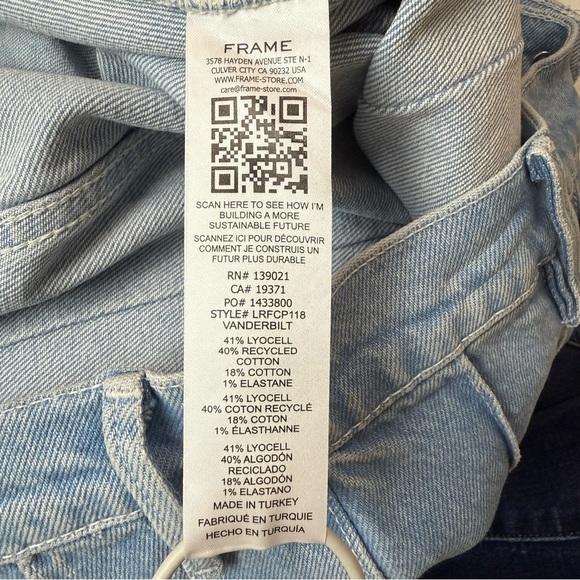 FRAME
3578 HAYDEN AVENUE STE N-1
CULVER CITY CA 90232 USA
WWW.FRAME-STORE.COM
care@frame-store.com
SCAN HERE TO SEE HOW I'M
BUILDING A MORE
SUSTAINABLE FUTURE
SCANNEZ ICI POUR DÉCOUVRIR
COMMENT JE CONSTRUIS UN
FUTUR PLUS DURABLE
RN# 139021
CA# 19371
PO# 1433800
STYLE# LRFCP118
VANDERBILT
41% LYOCELL
40% RECYCLED
COTTON
18% COTTON
1% ELASTANE
41% LYOCELL
40% COTON RECYCLÉ
18% COTON
1% ÉLASTHANNE
41% LYOCELL
40% ALGODÓN
RECICLADO
18% ALGODÓN
1% ELASTANO
MADE IN TURKEY
FABRIQUÉ EN TURQUIE
HECHO EN TURQUÍA